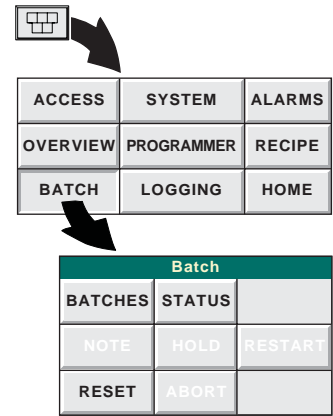 ACCESS SYSTEM ALARMS
OVERVIEW PROGRAMMER RECIPE
BATCH LOGGING HOME
Batch
BATCHES STATUS
NOTE HOLD RESTART
RESET ABORT